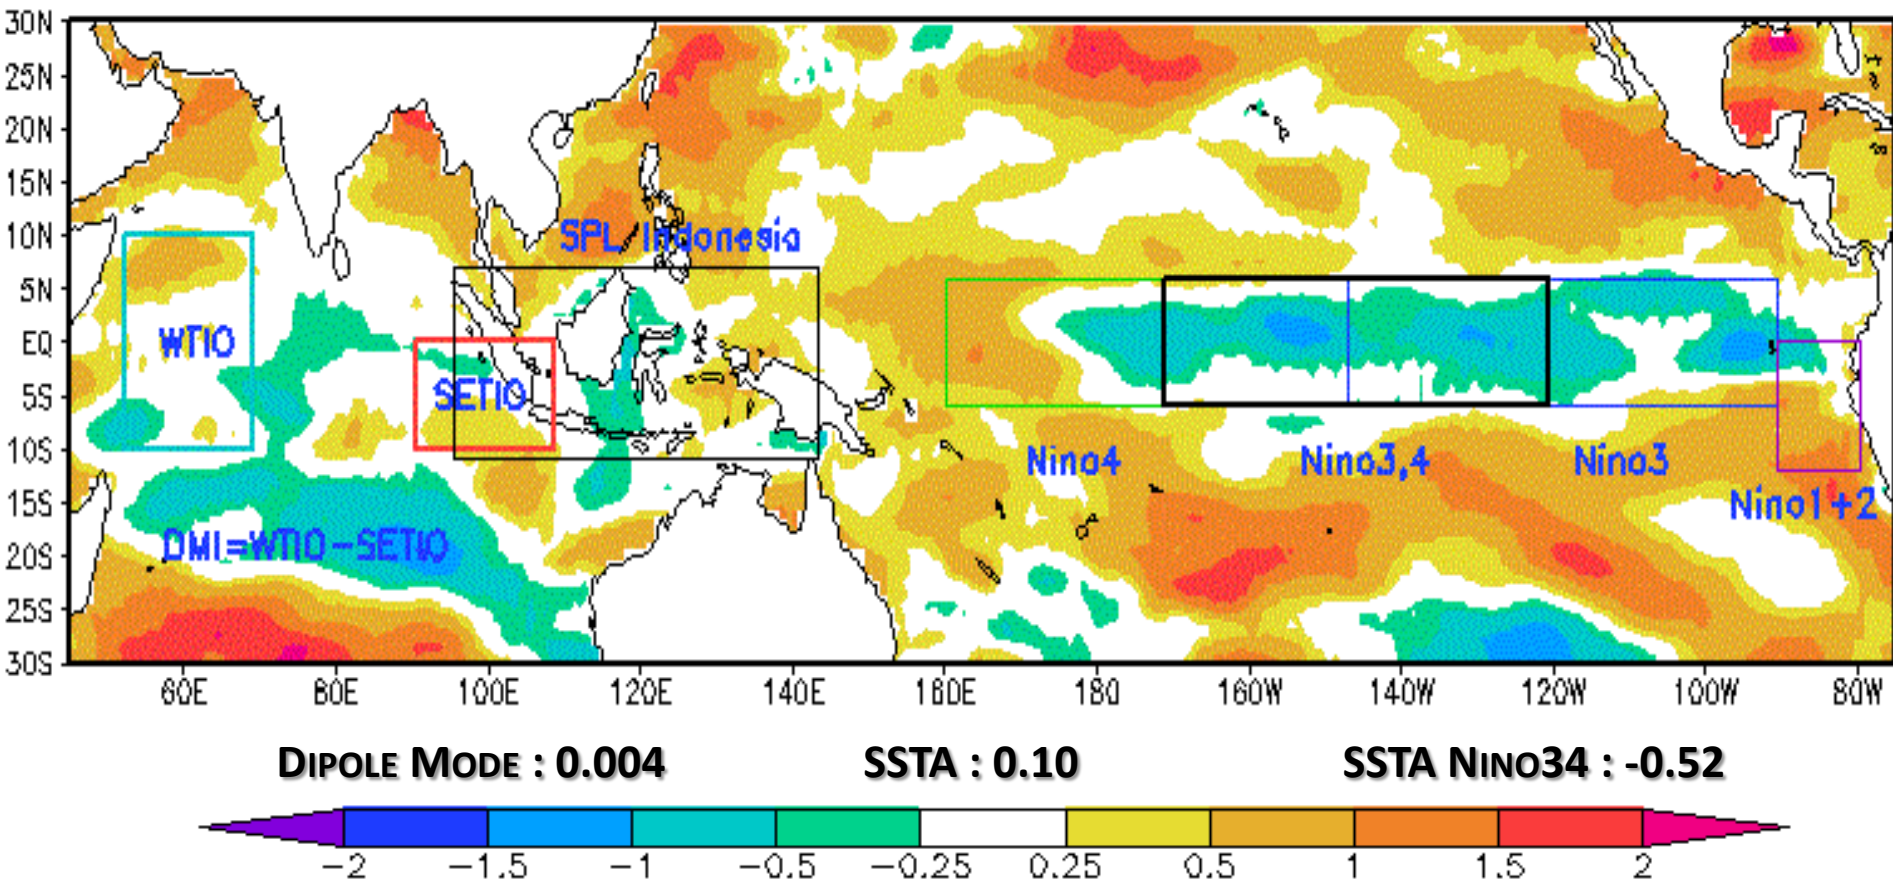 30N
25N
20N
15N
10N
5N
EQ
5S
10S
15S
20S
25S
30S
SPL Indonesia
WTIO
SETIO
Nino4
Nino3,4
Nino3
Nino1+2
DMI=WTIO-SETIO
60E 80E 100E 120E 140E 160E 180 160W 140W 120W 100W 80W
DIPOLE MODE : 0.004 SSTA : 0.10 SSTA NINO34 : -0.52
-2 -1.5 -1 -0.5 -0.25 0.25 0.5 1 1.5 2